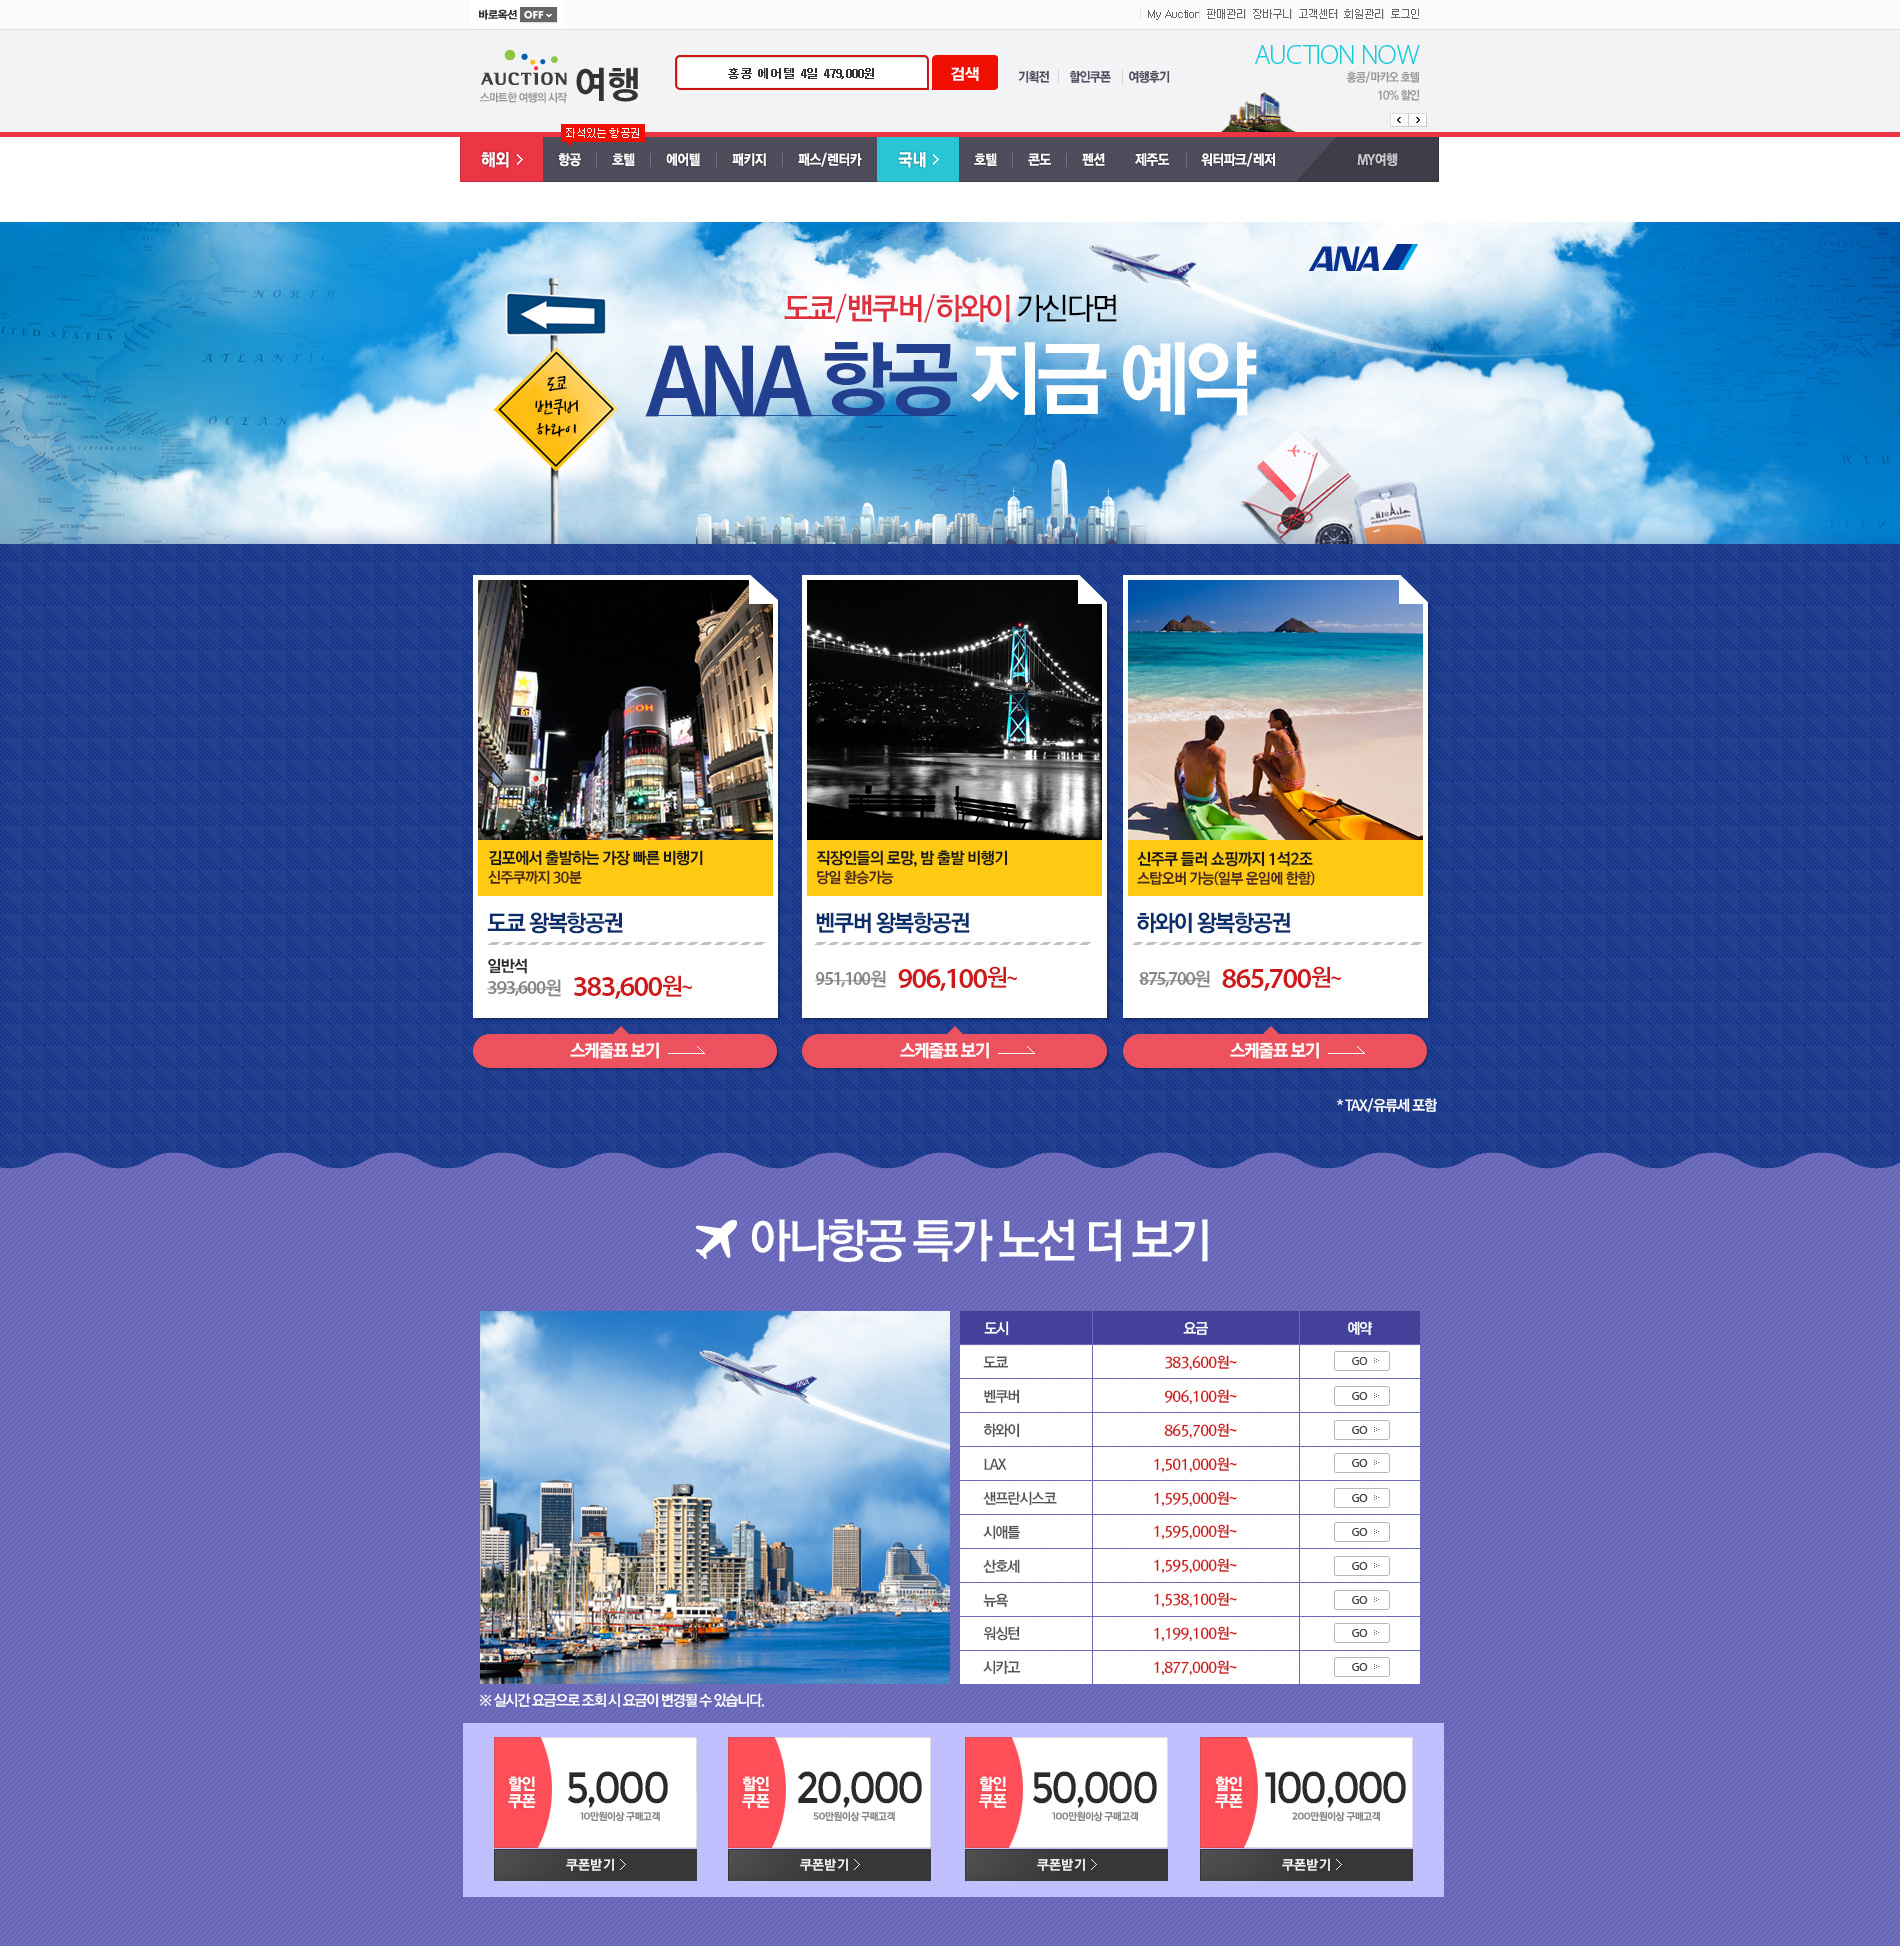 바로옥션 OFF
My Auction 판매관리 장바구니 고객센터 회원관리 로그인
AUCTION 여행
스마트한 여행의 시작
홍콩 에어텔 4일 479,000원
검색
기획전 할인쿠폰 여행후기
AUCTION NOW
홍콩/마카오 호텔
10% 할인
좌석있는 항공권
해외 항공 호텔 에어텔 패키지 패스/렌터카 국내 호텔 콘도 펜션 제주도 워터파크/레저 MY여행
ANA
도쿄/밴쿠버/하와이 가신다면
ANA 항공 지금 예약
도쿄
밴쿠버
하라이
NORTH
UNITED STATES
ATLANTIC
OCEAN
RICOH
김포에서 출발하는 가장 빠른 비행기
신주쿠까지 30분
도쿄 왕복항공권
일반석
393,600원 383,600원~
스케줄표 보기
직장인들의 로망, 밤 출발 비행기
당일 환승가능
벤쿠버 왕복항공권
951,100원 906,100원~
스케줄표 보기
신주쿠 들러 쇼핑까지 1석2조
스탑오버 가능(일부 운임에 한함)
하와이 왕복항공권
875,700원 865,700원~
스케줄표 보기
* TAX/유류세 포함
아나항공 특가 노선 더 보기
ANA
도시 요금 예약
도쿄 383,600원~ GO
벤쿠버 906,100원~ GO
하와이 865,700원~ GO
LAX 1,501,000원~ GO
샌프란시스코 1,595,000원~ GO
시애틀 1,595,000원~ GO
산호세 1,595,000원~ GO
뉴욕 1,538,100원~ GO
워싱턴 1,199,100원~ GO
시카고 1,877,000원~ GO
※ 실시간 요금으로 조회 시 요금이 변경될 수 있습니다.
할인
쿠폰
5,000
10만원이상 구매고객
쿠폰받기
할인
쿠폰
20,000
50만원이상 구매고객
쿠폰받기
할인
쿠폰
50,000
100만원이상 구매고객
쿠폰받기
할인
쿠폰
100,000
200만원이상 구매고객
쿠폰받기